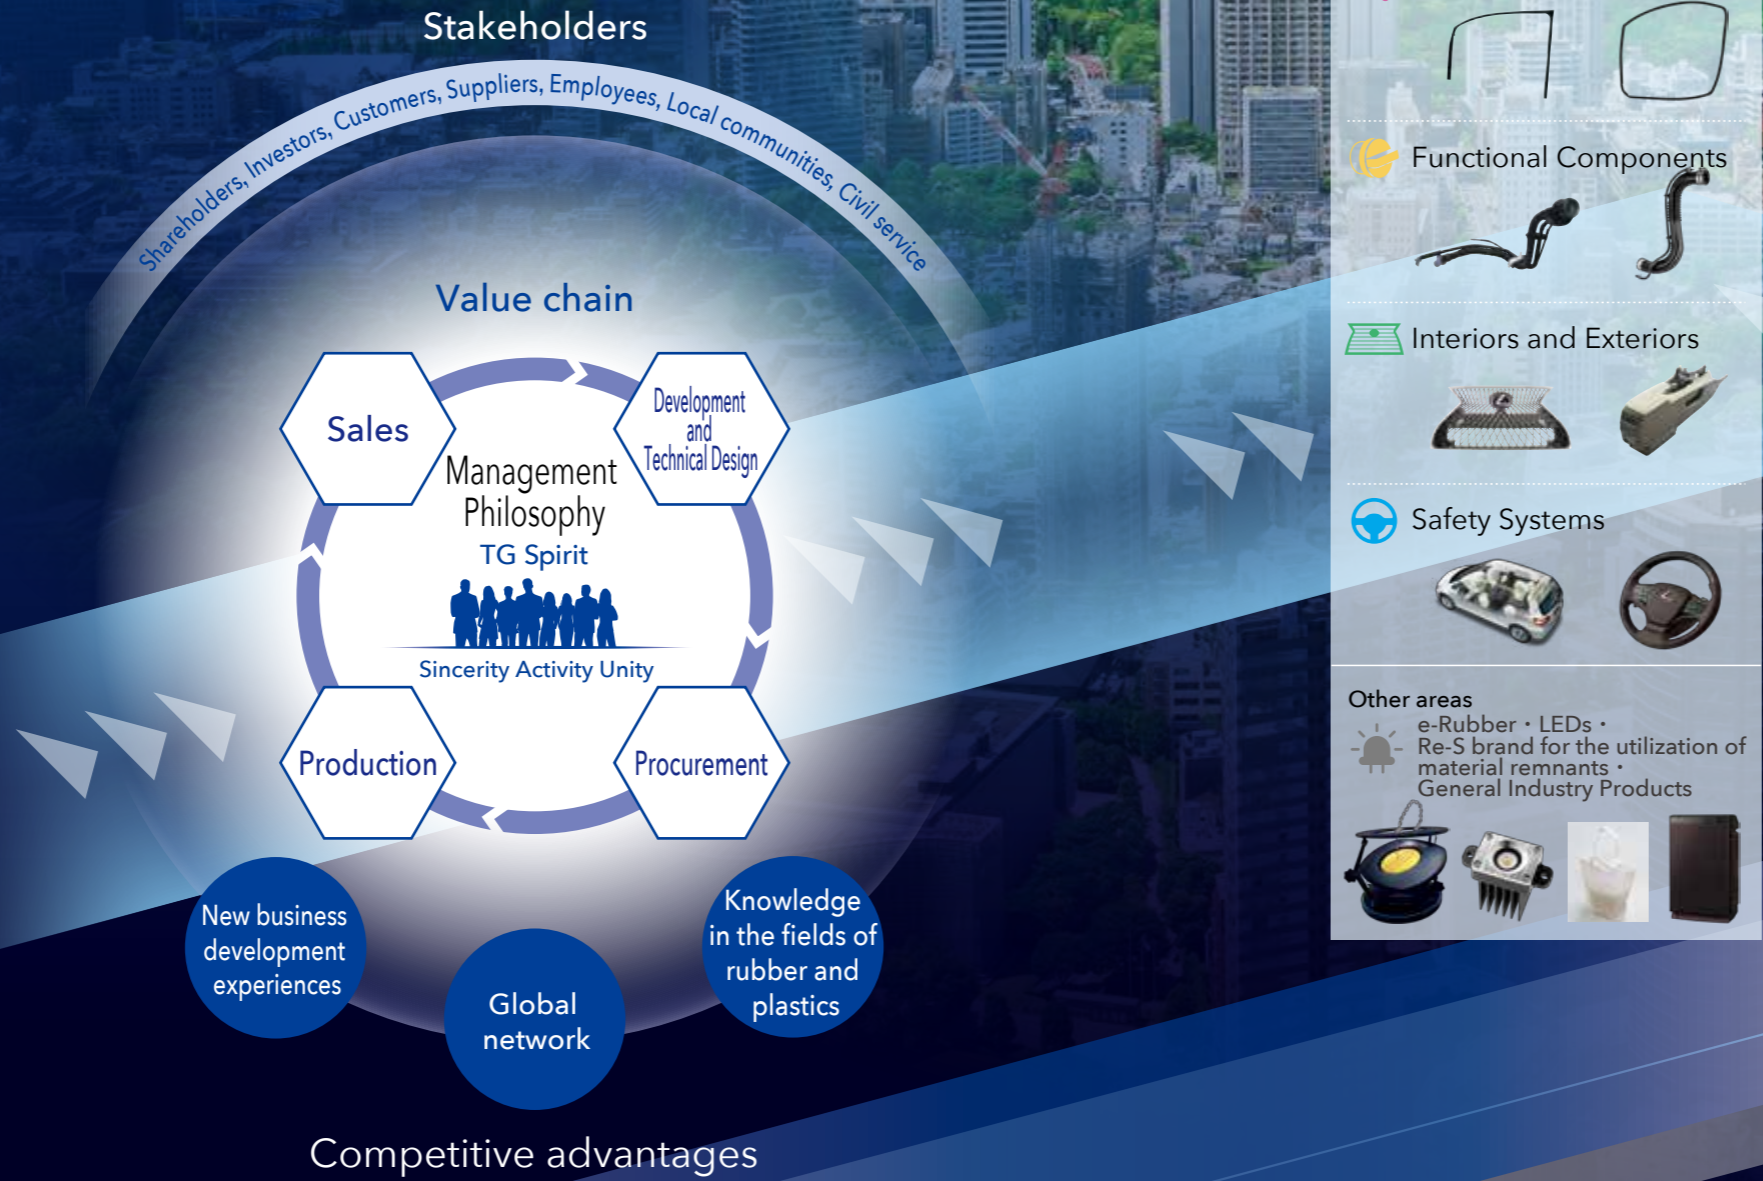 Stakeholders
Shareholders, Investors, Customers, Suppliers, Employees, Local communities, Civil service
Value chain
Sales
Development
and
Technical Design
Management
Philosophy
TG Spirit
Sincerity Activity Unity
Production
Procurement
New business
development
experiences
Global
network
Knowledge
in the fields of
rubber and
plastics
Competitive advantages
Functional Components
Interiors and Exteriors
Safety Systems
Other areas
e-Rubber・LEDs・
Re-S brand for the utilization of
material remnants・
General Industry Products